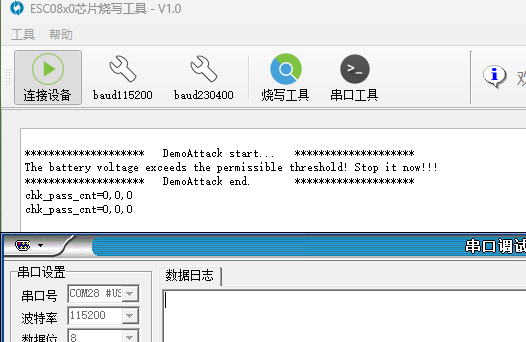 ESC08x0芯片烧写工具 - V1.0
工具 帮助
连接设备 baud115200 baud230400 烧写工具 串口工具
******************** DemoAttack start... ********************
The battery voltage exceeds the permissible threshold! Stop it now!!!
******************** DemoAttack end. ********************
chk_pass_cnt=0,0,0
chk_pass_cnt=0,0,0
串口调试
串口设置 数据日志
串口号 COM28 #US
波特率 115200
数据位 8